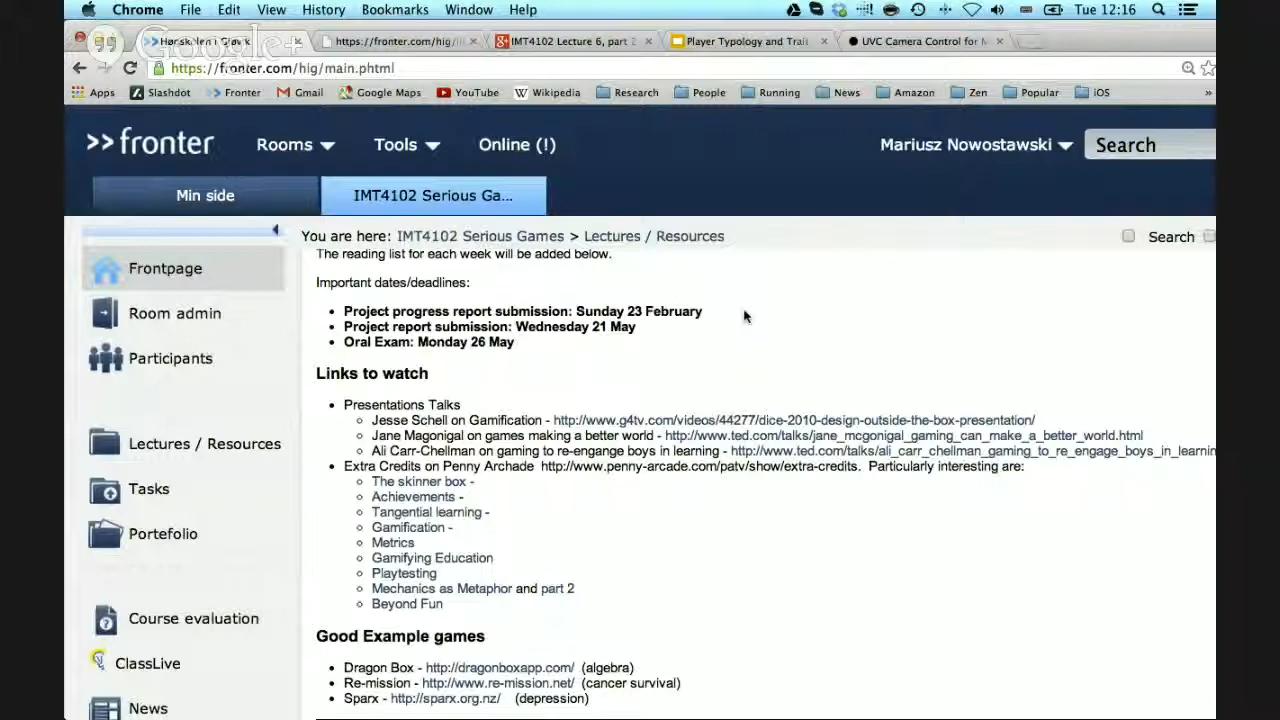 Chrome File Edit View History Bookmarks Window Help Tue 12:16
Google+
https://fronter.com/hig/ IMT4102 Lecture 6, part 2 Player Typology and Trait UVC Camera Control for M
https://fronter.com/hig/main.phtml
Apps Slashdot Fronter Gmail Google Maps YouTube Wikipedia Research People Running News Amazon Zen Popular iOS »
>> fronter Rooms Tools Online (!) Mariusz Nowostawski Search
Min side IMT4102 Serious Ga...
You are here: IMT4102 Serious Games > Lectures / Resources Search
Frontpage
Room admin
Participants
Lectures / Resources
Tasks
Portefolio
Course evaluation
ClassLive
News
The reading list for each week will be added below.
Important dates/deadlines:
• Project progress report submission: Sunday 23 February
• Project report submission: Wednesday 21 May
• Oral Exam: Monday 26 May
Links to watch
• Presentations Talks
Jesse Schell on Gamification - http://www.g4tv.com/videos/44277/dice-2010-design-outside-the-box-presentation/
Jane Magonigal on games making a better world - http://www.ted.com/talks/jane_mcgonigal_gaming_can_make_a_better_world.html
Ali Carr-Chellman on gaming to re-engange boys in learning - http://www.ted.com/talks/ali_carr_chellman_gaming_to_re_engage_boys_in_learnin
• Extra Credits on Penny Archade http://www.penny-arcade.com/patv/show/extra-credits. Particularly interesting are:
The skinner box -
Achievements -
Tangential learning -
Gamification -
Metrics
Gamifying Education
Playtesting
Mechanics as Metaphor and part 2
Beyond Fun
Good Example games
• Dragon Box - http://dragonboxapp.com/ (algebra)
• Re-mission - http://www.re-mission.net/ (cancer survival)
• Sparx - http://sparx.org.nz/ (depression)